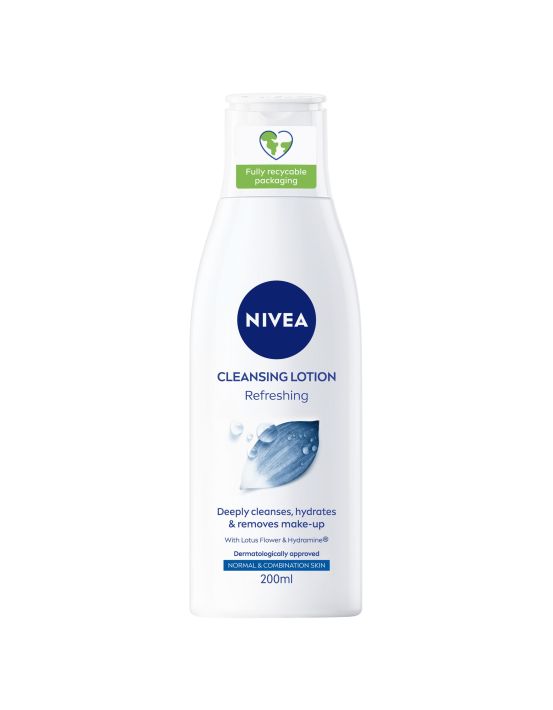 Fully recyclable
packaging
NIVEA
CLEANSING LOTION
Refreshing
Deeply cleanses, hydrates
& removes make-up
With Lotus Flower & Hydramine®
Dermatologically approved
NORMAL & COMBINATION SKIN
200ml